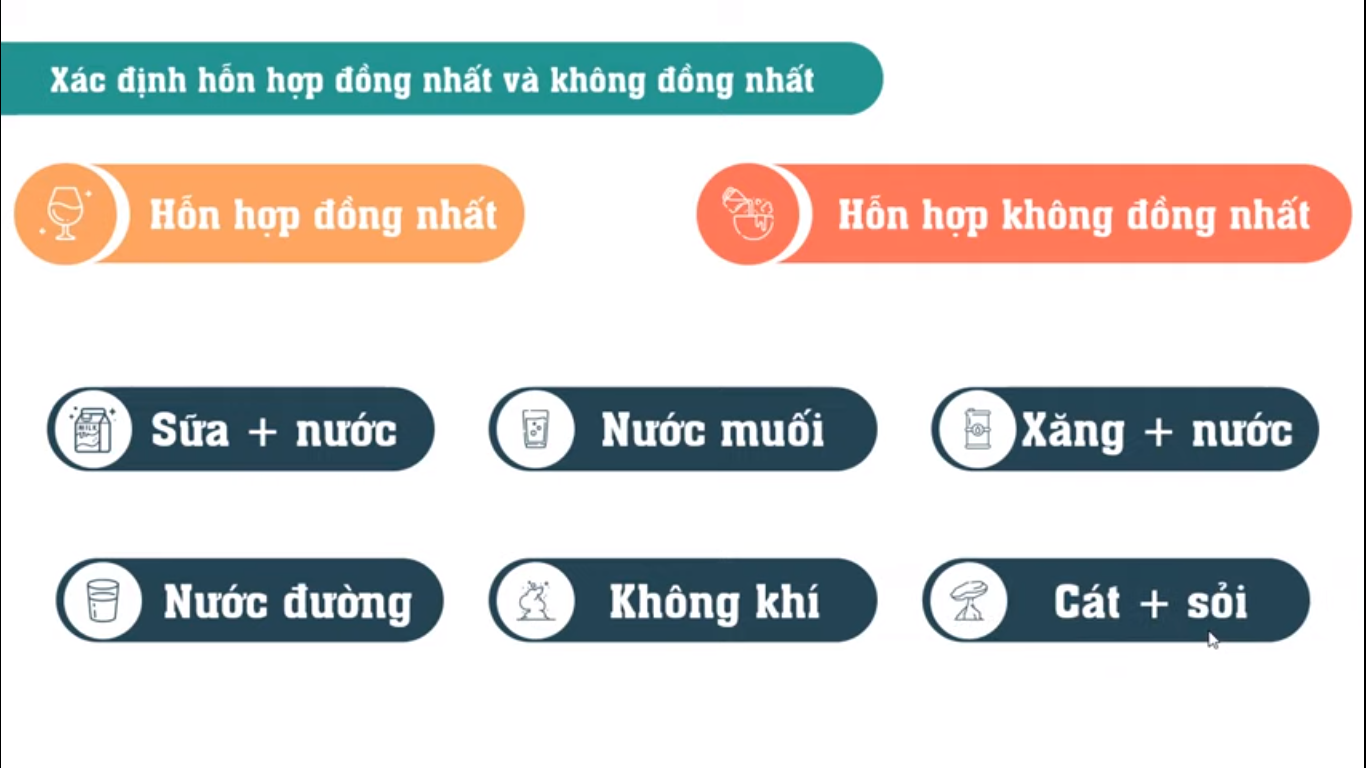 Xác định hỗn hợp đồng nhất và không đồng nhất
Hỗn hợp đồng nhất
Hỗn hợp không đồng nhất
Sữa + nước
Nước muối
Xăng + nước
Nước đường
Không khí
Cát + sỏi
MILK